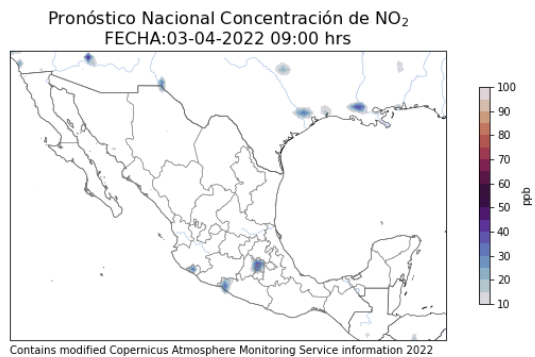 Pronóstico Nacional Concentración de NO₂
FECHA:03-04-2022 09:00 hrs
100
90
80
70
60
50
40
30
20
10
ppb
Contains modified Copernicus Atmosphere Monitoring Service information 2022